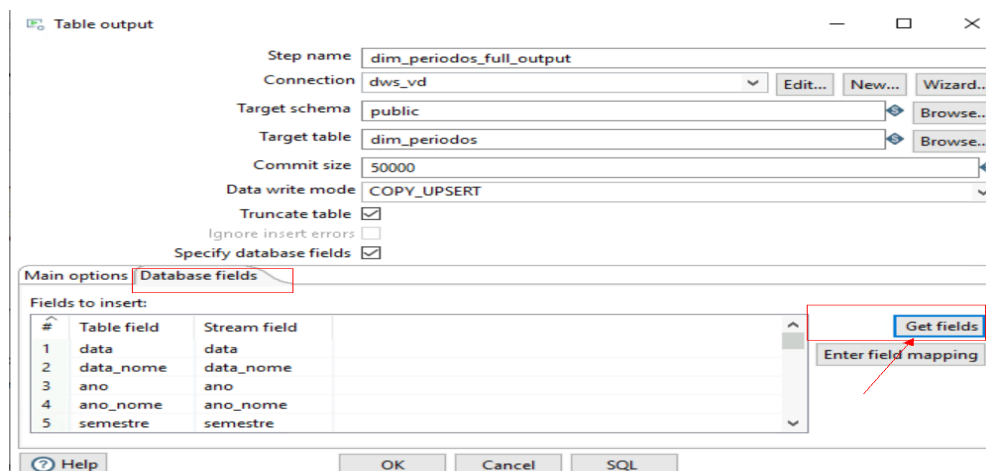 Table output
Step name dim_periodos_full_output
Connection dws_vd Edit... New... Wizard..
Target schema public Browse..
Target table dim_periodos Browse..
Commit size 50000
Data write mode COPY_UPSERT
Truncate table
Ignore insert errors
Specify database fields
Main options Database fields
Fields to insert:
# Table field Stream field Get fields
1 data data
Enter field mapping
2 data_nome data_nome
3 ano ano
4 ano_nome ano_nome
5 semestre semestre
? Help OK Cancel SQL